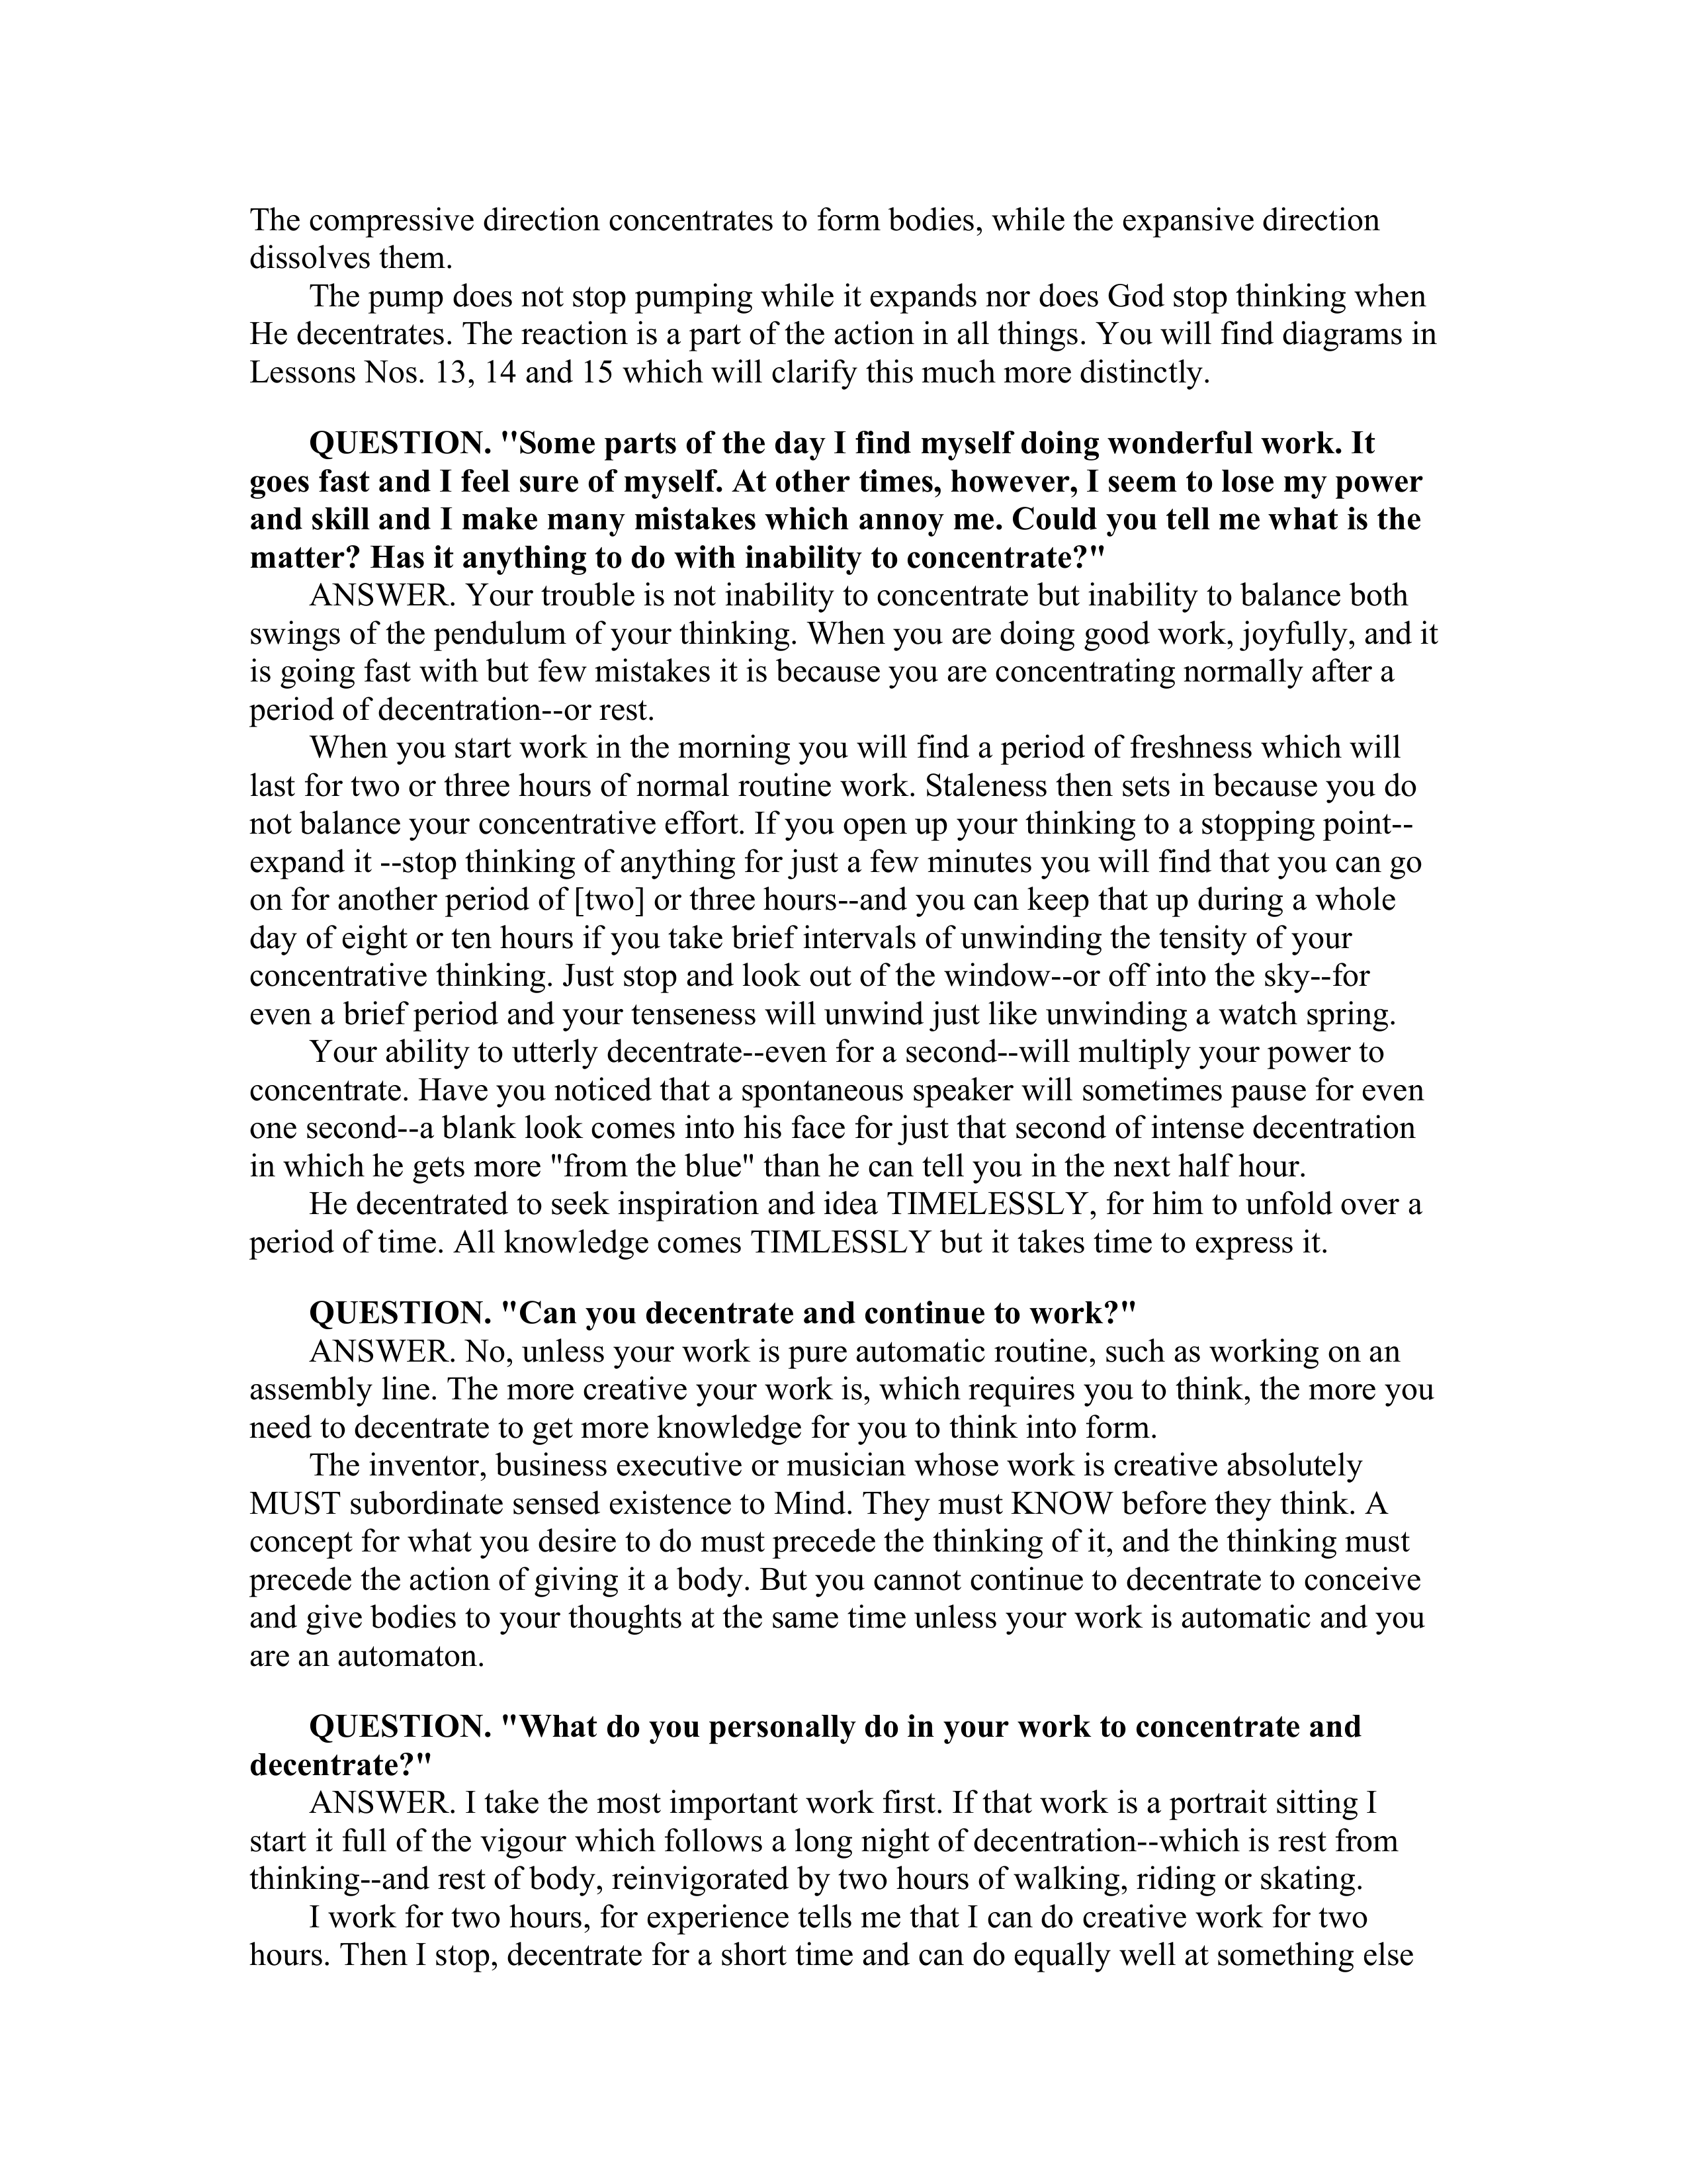 The compressive direction concentrates to form bodies, while the expansive direction
dissolves them.
The pump does not stop pumping while it expands nor does God stop thinking when
He decentrates. The reaction is a part of the action in all things. You will find diagrams in
Lessons Nos. 13, 14 and 15 which will clarify this much more distinctly.
QUESTION. "Some parts of the day I find myself doing wonderful work. It
goes fast and I feel sure of myself. At other times, however, I seem to lose my power
and skill and I make many mistakes which annoy me. Could you tell me what is the
matter? Has it anything to do with inability to concentrate?"
ANSWER. Your trouble is not inability to concentrate but inability to balance both
swings of the pendulum of your thinking. When you are doing good work, joyfully, and it
is going fast with but few mistakes it is because you are concentrating normally after a
period of decentration--or rest.
When you start work in the morning you will find a period of freshness which will
last for two or three hours of normal routine work. Staleness then sets in because you do
not balance your concentrative effort. If you open up your thinking to a stopping point--
expand it --stop thinking of anything for just a few minutes you will find that you can go
on for another period of [two] or three hours--and you can keep that up during a whole
day of eight or ten hours if you take brief intervals of unwinding the tensity of your
concentrative thinking. Just stop and look out of the window--or off into the sky--for
even a brief period and your tenseness will unwind just like unwinding a watch spring.
Your ability to utterly decentrate--even for a second--will multiply your power to
concentrate. Have you noticed that a spontaneous speaker will sometimes pause for even
one second--a blank look comes into his face for just that second of intense decentration
in which he gets more "from the blue" than he can tell you in the next half hour.
He decentrated to seek inspiration and idea TIMELESSLY, for him to unfold over a
period of time. All knowledge comes TIMLESSLY but it takes time to express it.
QUESTION. "Can you decentrate and continue to work?"
ANSWER. No, unless your work is pure automatic routine, such as working on an
assembly line. The more creative your work is, which requires you to think, the more you
need to decentrate to get more knowledge for you to think into form.
The inventor, business executive or musician whose work is creative absolutely
MUST subordinate sensed existence to Mind. They must KNOW before they think. A
concept for what you desire to do must precede the thinking of it, and the thinking must
precede the action of giving it a body. But you cannot continue to decentrate to conceive
and give bodies to your thoughts at the same time unless your work is automatic and you
are an automaton.
QUESTION. "What do you personally do in your work to concentrate and
decentrate?"
ANSWER. I take the most important work first. If that work is a portrait sitting I
start it full of the vigour which follows a long night of decentration--which is rest from
thinking--and rest of body, reinvigorated by two hours of walking, riding or skating.
I work for two hours, for experience tells me that I can do creative work for two
hours. Then I stop, decentrate for a short time and can do equally well at something else